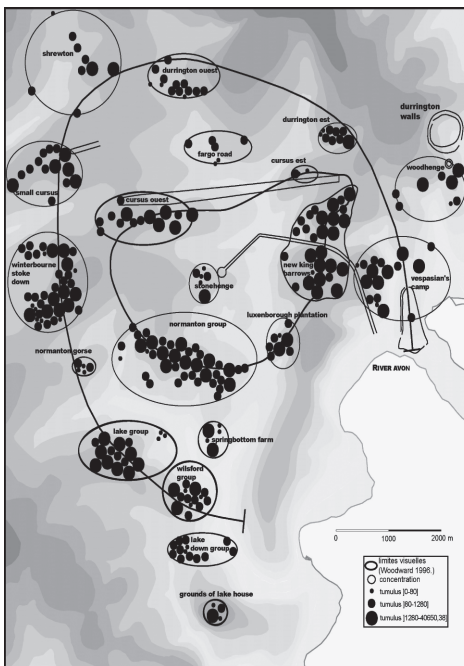 shrewton
durrington ouest
durrington
walls
durrington est
fargo road
woodhenge
cursus est
small cursus
cursus ouest
winterbourne
stoke
down
new king
barrows
vespasian's
camp
stonehenge
luxenborough plantation
normanton group
normanton gorse
RIVER AVON
lake group
springbottom farm
wilsford
group
lake
down group
0 1000 2000 m
limites visuelles
(Woodward 1996.)
concentration
tumulus [0-80]
tumulus ]80-1280]
tumulus ]1280-40650,38]
grounds of lake house